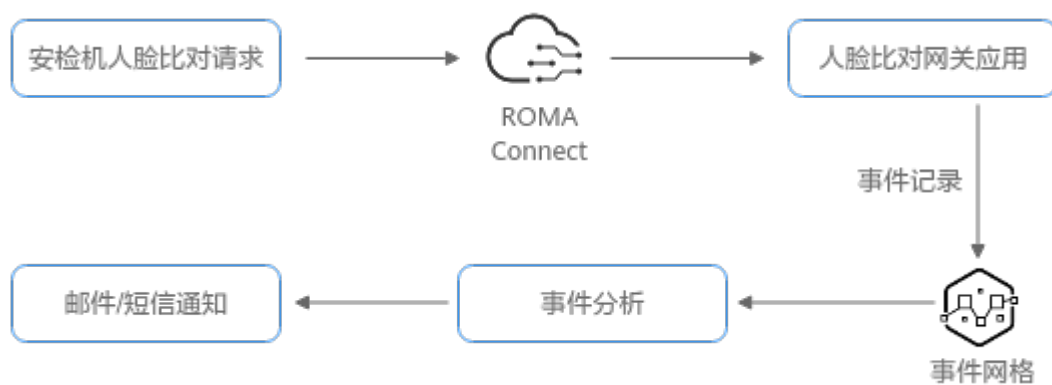 安检机人脸比对请求
ROMA
Connect
人脸比对网关应用
事件记录
邮件/短信通知
事件分析
事件网格